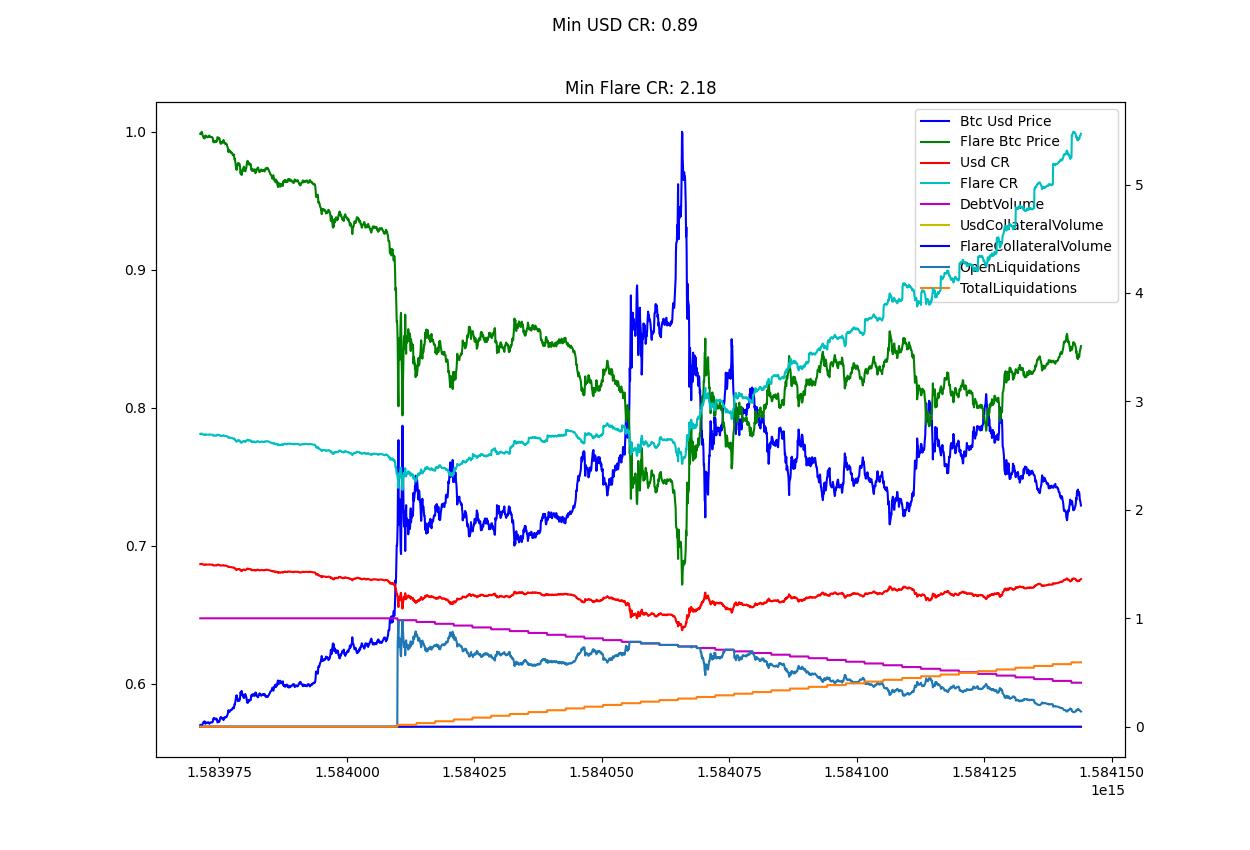 Min USD CR: 0.89
Min Flare CR: 2.18
1.0
0.9
0.8
0.7
0.6
5
4
3
2
1
0
Btc Usd Price
Flare Btc Price
Usd CR
Flare CR
DebtVolume
UsdCollateralVolume
FlareCollateralVolume
OpenLiquidations
TotalLiquidations
1.583975 1.584000 1.584025 1.584050 1.584075 1.584100 1.584125 1.584150
1e15